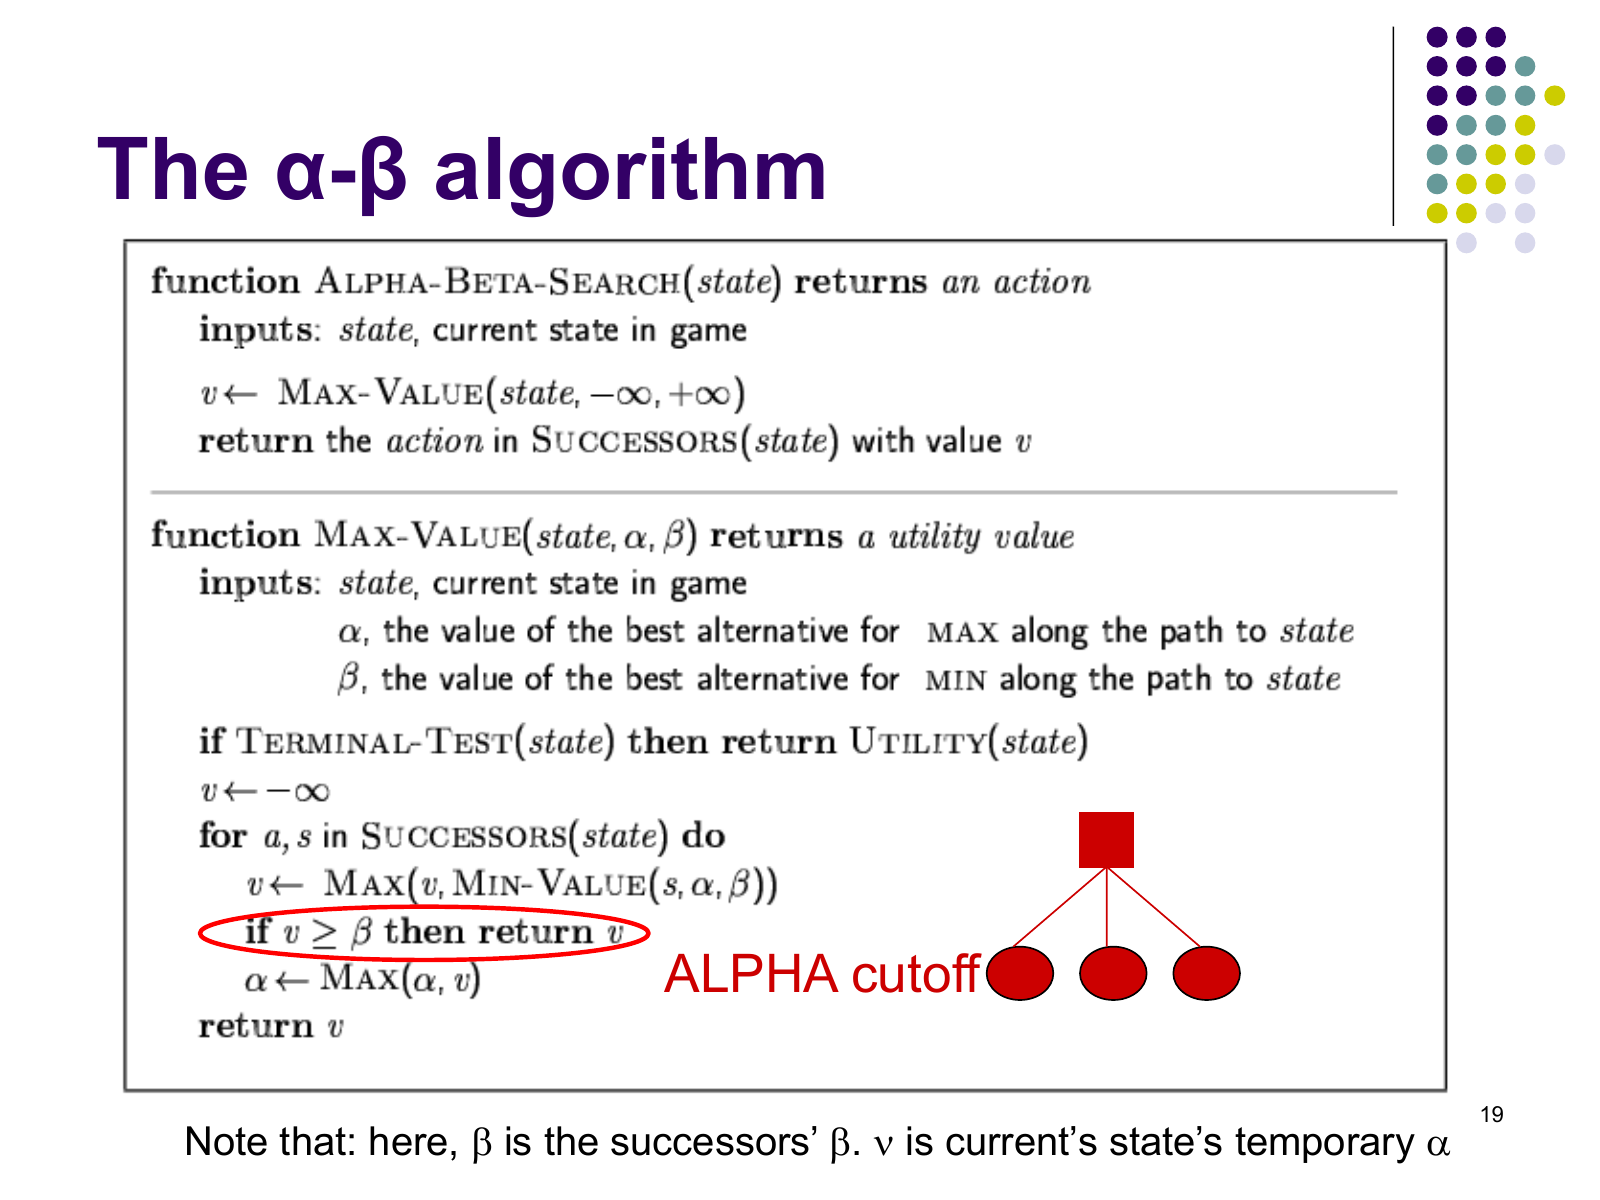 The α-β algorithm
function ALPHA-BETA-SEARCH(state) returns an action
inputs: state, current state in game
v ← MAX-VALUE(state, −∞, +∞)
return the action in SUCCESSORS(state) with value v
function MAX-VALUE(state, α, β) returns a utility value
inputs: state, current state in game
α, the value of the best alternative for MAX along the path to state
β, the value of the best alternative for MIN along the path to state
if TERMINAL-TEST(state) then return UTILITY(state)
v ← −∞
for a, s in SUCCESSORS(state) do
v ← MAX(v, MIN-VALUE(s, α, β))
if v ≥ β then return v
α ← MAX(α, v)
ALPHA cutoff
return v
19
Note that: here, β is the successors’ β. ν is current’s state’s temporary α